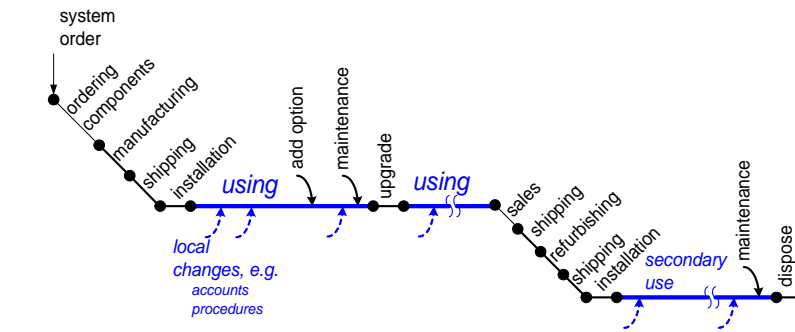 system
order
ordering
components
manufacturing
shipping
installation
using
add option
maintenance
upgrade
using
local
changes, e.g.
accounts
procedures
sales
shipping
refurbishing
shipping
installation
secondary
use
maintenance
dispose